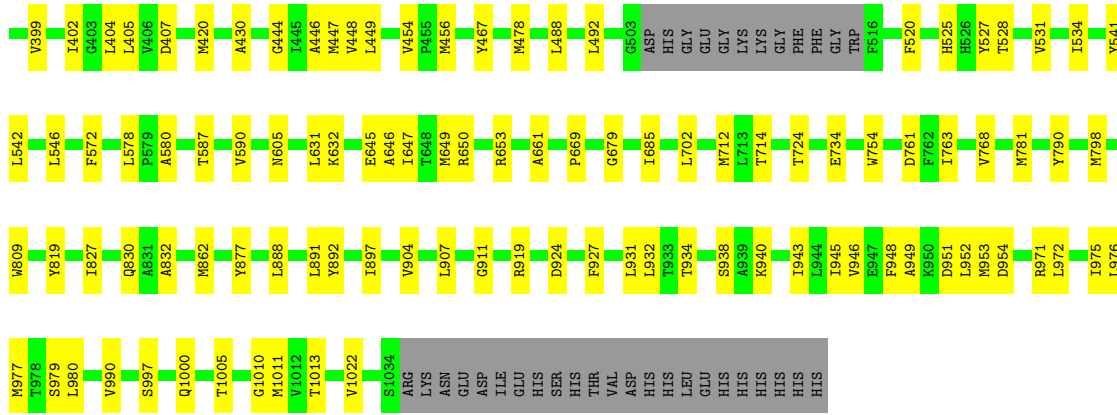 V399 I402 G403 L404 L405 V406 D407 M420 A430 G444 I445 A446 M447 V448 L449 V454 P455 M456 Y467 M478 L488 L492 G503 ASP HIS GLY GLU GLY LYS LYS GLY PHE PHE GLY TRP F516 F520 H525 H526 Y527 T528 V531 I534 Y541
L542 L546 F572 L578 P579 A580 T587 V590 N605 L631 K632 E645 A646 I647 T648 M649 R650 R653 A661 P669 G679 I685 L702 M712 L713 T714 T724 E734 W754 D761 F762 I763 V768 M781 Y790 M798
W809 Y819 I827 Q830 A831 A832 M862 Y877 L888 L891 Y892 I897 V904 L907 G911 R919 D924 F927 L931 L932 T933 T934 S938 A939 K940 I943 L944 I945 V946 E947 F948 A949 K950 D951 L952 M953 D954 R971 L972 I975 L976
M977 T978 S979 L980 V990 S997 Q1000 T1005 G1010 M1011 V1012 T1013 V1022 S1034 ARG LYS ASN GLU ASP ILE GLU HIS SER HIS THR VAL ASP HIS HIS LEU GLU HIS HIS HIS HIS HIS HIS